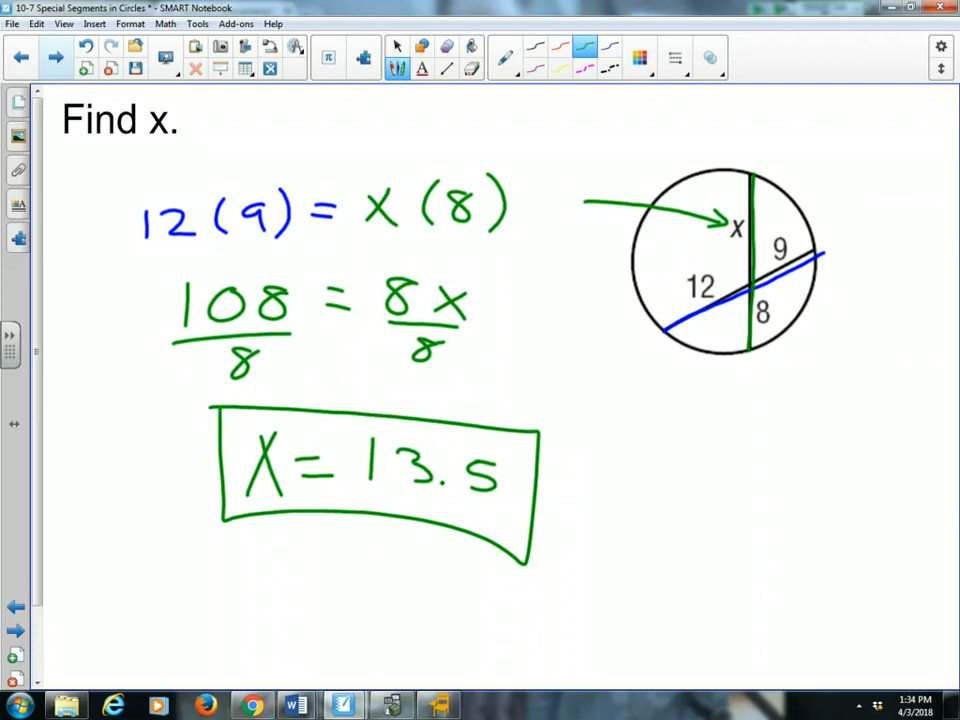 10-7 Special Segments in Circles * - SMART Notebook
File Edit View Insert Format Math Tools Add-ons Help
Find x.
12 (9) = x (8)
108 = 8x
8 8
x = 13.5
x
9
12
8
1:34 PM
4/3/2018